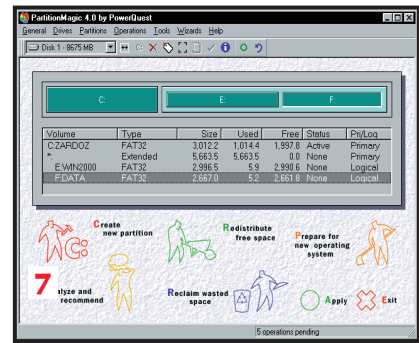 PartitionMagic 4.0 by PowerQuest
General Drives Partitions Operations Tools Wizards Help
Disk 1 - 8675 MB
C:
E:
F:
Volume Type Size Used Free Status Pri/Log
C:ZARDOZ FAT32 3,012.2 1,014.4 1,997.8 Active Primary
*: Extended 5,663.5 5,663.5 0.0 None Primary
E:WIN2000 FAT32 2,996.5 5.9 2,990.6 None Logical
F:DATA FAT32 2,667.0 5.2 2,661.8 None Logical
C:
Create
new partition
Redistribute
free space
Prepare for
new operating
system
7
alyze and
recommend
Reclaim wasted
space
Apply
Exit
5 operations pending